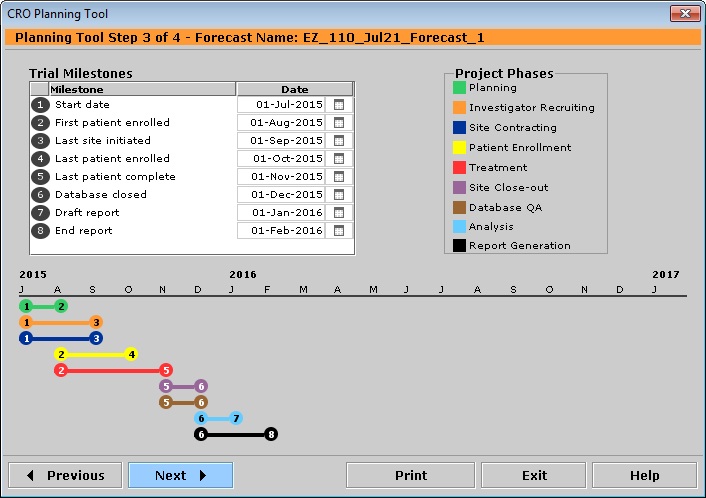 CRO Planning Tool
Planning Tool Step 3 of 4 - Forecast Name: EZ_110_Jul21_Forecast_1
Trial Milestones
Milestone Date
1 Start date 01-Jul-2015
2 First patient enrolled 01-Aug-2015
3 Last site initiated 01-Sep-2015
4 Last patient enrolled 01-Oct-2015
5 Last patient complete 01-Nov-2015
6 Database closed 01-Dec-2015
7 Draft report 01-Jan-2016
8 End report 01-Feb-2016
Project Phases
Planning
Investigator Recruiting
Site Contracting
Patient Enrollment
Treatment
Site Close-out
Database QA
Analysis
Report Generation
2015 2016 2017
J A S O N D J F M A M J J A S O N D J
1 2
1 3
1 3
2 4
2 5
5 6
5 6
6 7
6 8
Previous Next Print Exit Help